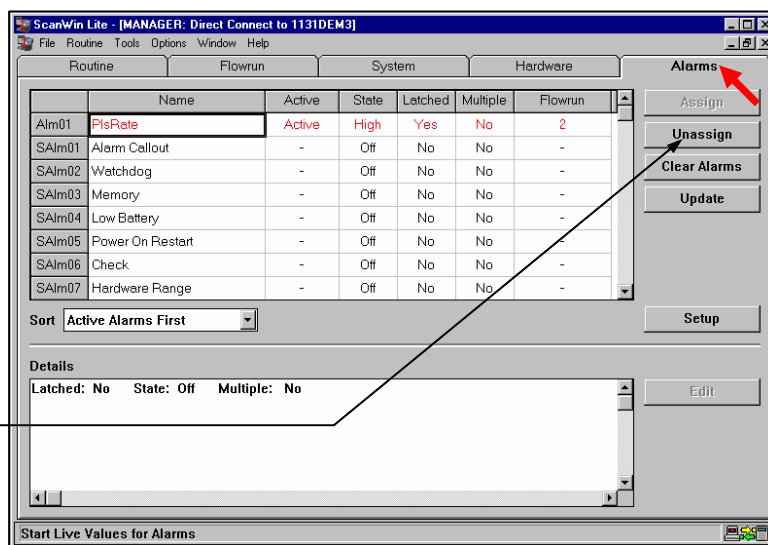 ScanWin Lite - [MANAGER: Direct Connect to 1131DEM3]
File Routine Tools Options Window Help
Routine Flowrun System Hardware Alarms
Name Active State Latched Multiple Flowrun
Alm01 PlsRate Active High Yes No 2
SAlm01 Alarm Callout - Off No No -
SAlm02 Watchdog - Off No No -
SAlm03 Memory - Off No No -
SAlm04 Low Battery - Off No No -
SAlm05 Power On Restart - Off No No -
SAlm06 Check - Off No No -
SAlm07 Hardware Range - Off No No -
Assign
Unassign
Clear Alarms
Update
Sort Active Alarms First
Setup
Details
Latched: No State: Off Multiple: No
Edit
Start Live Values for Alarms